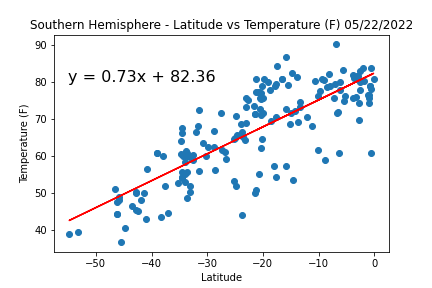 Southern Hemisphere - Latitude vs Temperature (F) 05/22/2022
y = 0.73x + 82.36
Temperature (F)
90
80
70
60
50
40
−50 −40 −30 −20 −10 0
Latitude